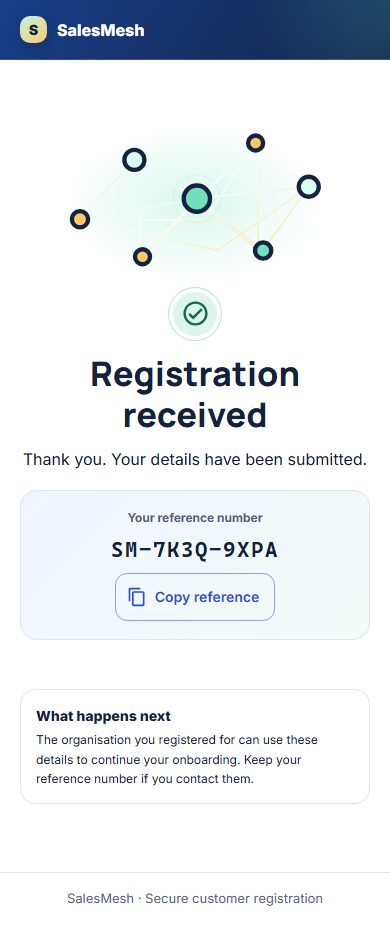 S SalesMesh
Registration
received
Thank you. Your details have been submitted.
Your reference number
SM-7K3Q-9XPA
Copy reference
What happens next
The organisation you registered for can use these
details to continue your onboarding. Keep your
reference number if you contact them.
SalesMesh · Secure customer registration